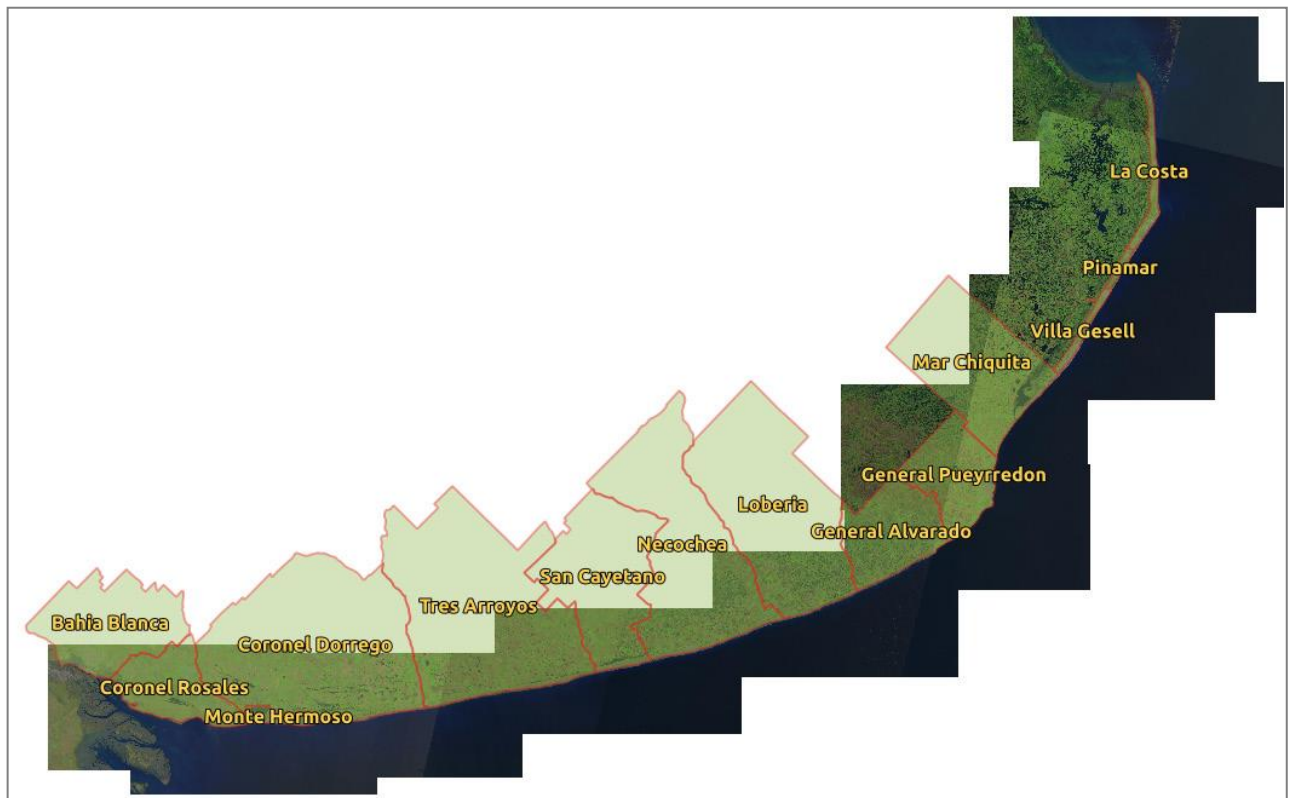 La Costa
Pinamar
Villa Gesell
Mar Chiquita
General Pueyrredon
Loberia
General Alvarado
Necochea
San Cayetano
Tres Arroyos
Bahia Blanca
Coronel Dorrego
Coronel Rosales
Monte Hermoso